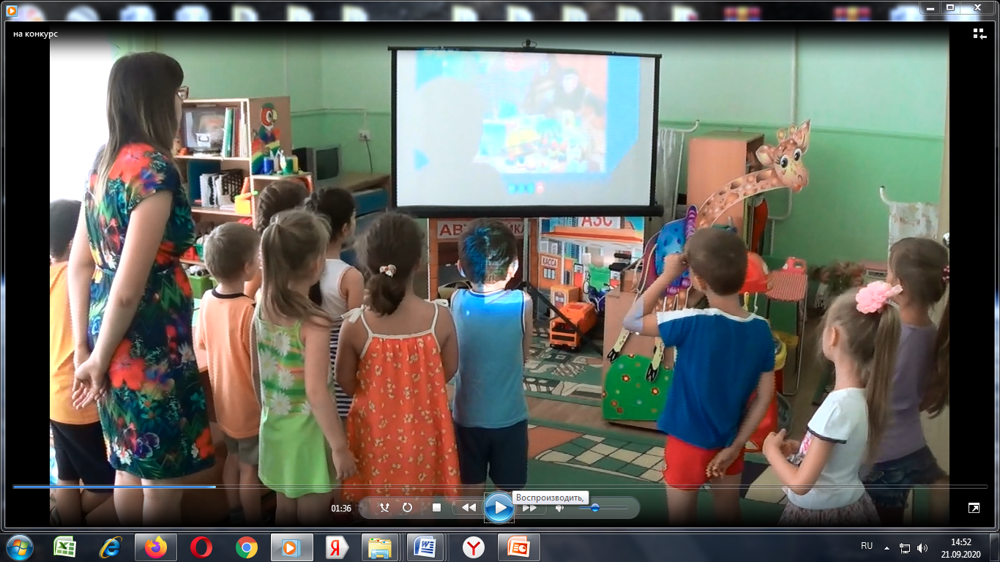 на конкурс
АЗС
КАССА
01:36
Воспроизводить,
RU
14:52
21.09.2020